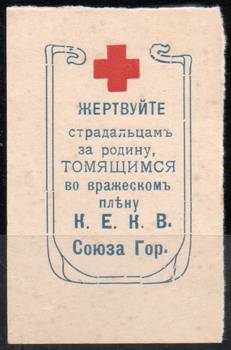 ЖЕРТВУЙТЕ
страдальцамъ
за родину,
ТОМЯЩИМСЯ
во вражескомъ
плѣну
К. Е. К. В.
Союза Гор.